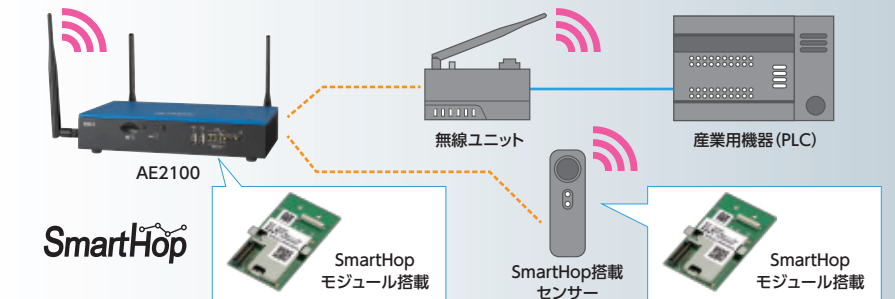 無線ユニット
産業用機器(PLC)
AE2100
SmartHop
SmartHop
モジュール搭載
SmartHop搭載
センサー
SmartHop
モジュール搭載